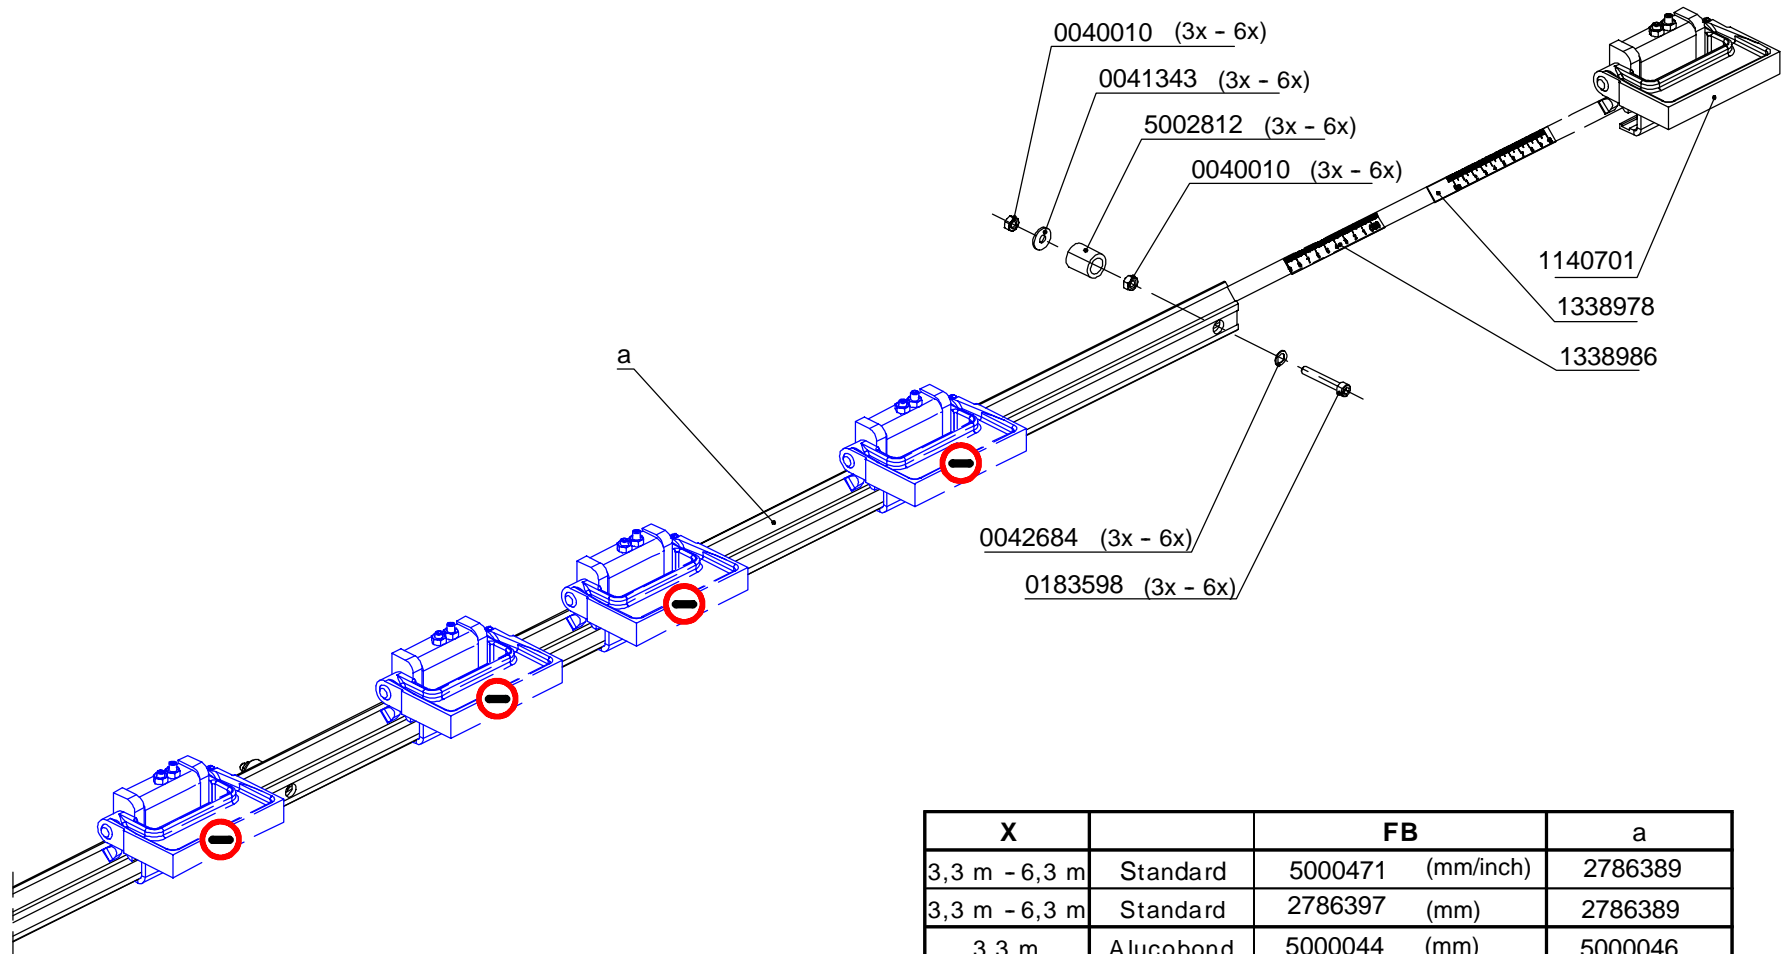 0040010 (3x - 6x)
0041343 (3x - 6x)
5002812 (3x - 6x)
0040010 (3x - 6x)
1140701
1338978
1338986
a
0042684 (3x - 6x)
0183598 (3x - 6x)
X FB a
3,3 m - 6,3 m Standard 5000471 (mm/inch) 2786389
3,3 m - 6,3 m Standard 2786397 (mm) 2786389
3,3 m Alucobond 5000044 (mm) 5000046